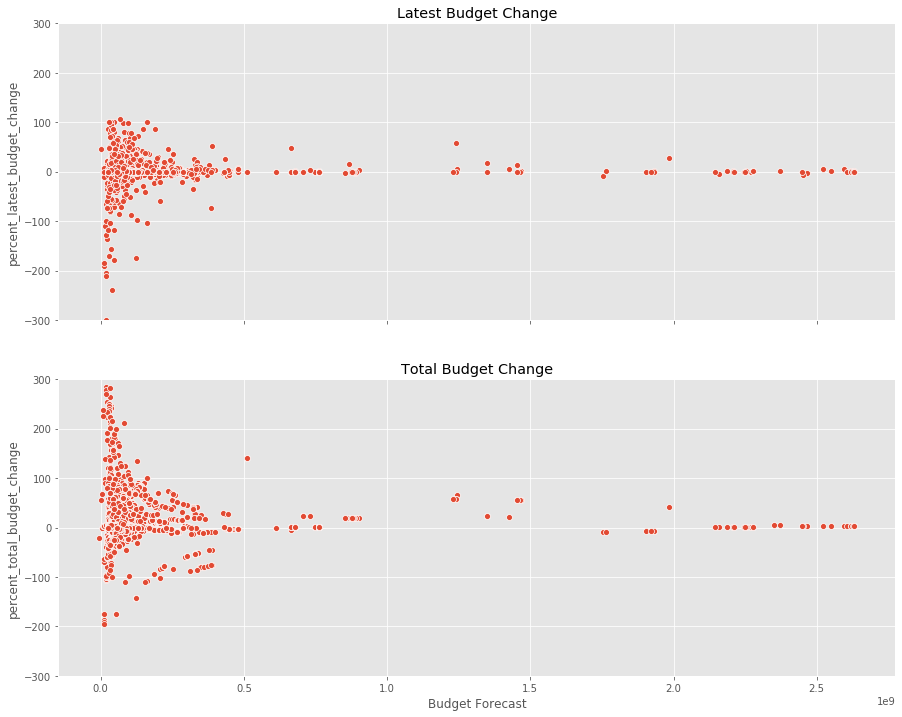 Latest Budget Change
300
200
100
0
−100
−200
−300
percent_latest_budget_change
Total Budget Change
300
200
100
0
−100
−200
−300
percent_total_budget_change
0.0 0.5 1.0 1.5 2.0 2.5
1e9
Budget Forecast